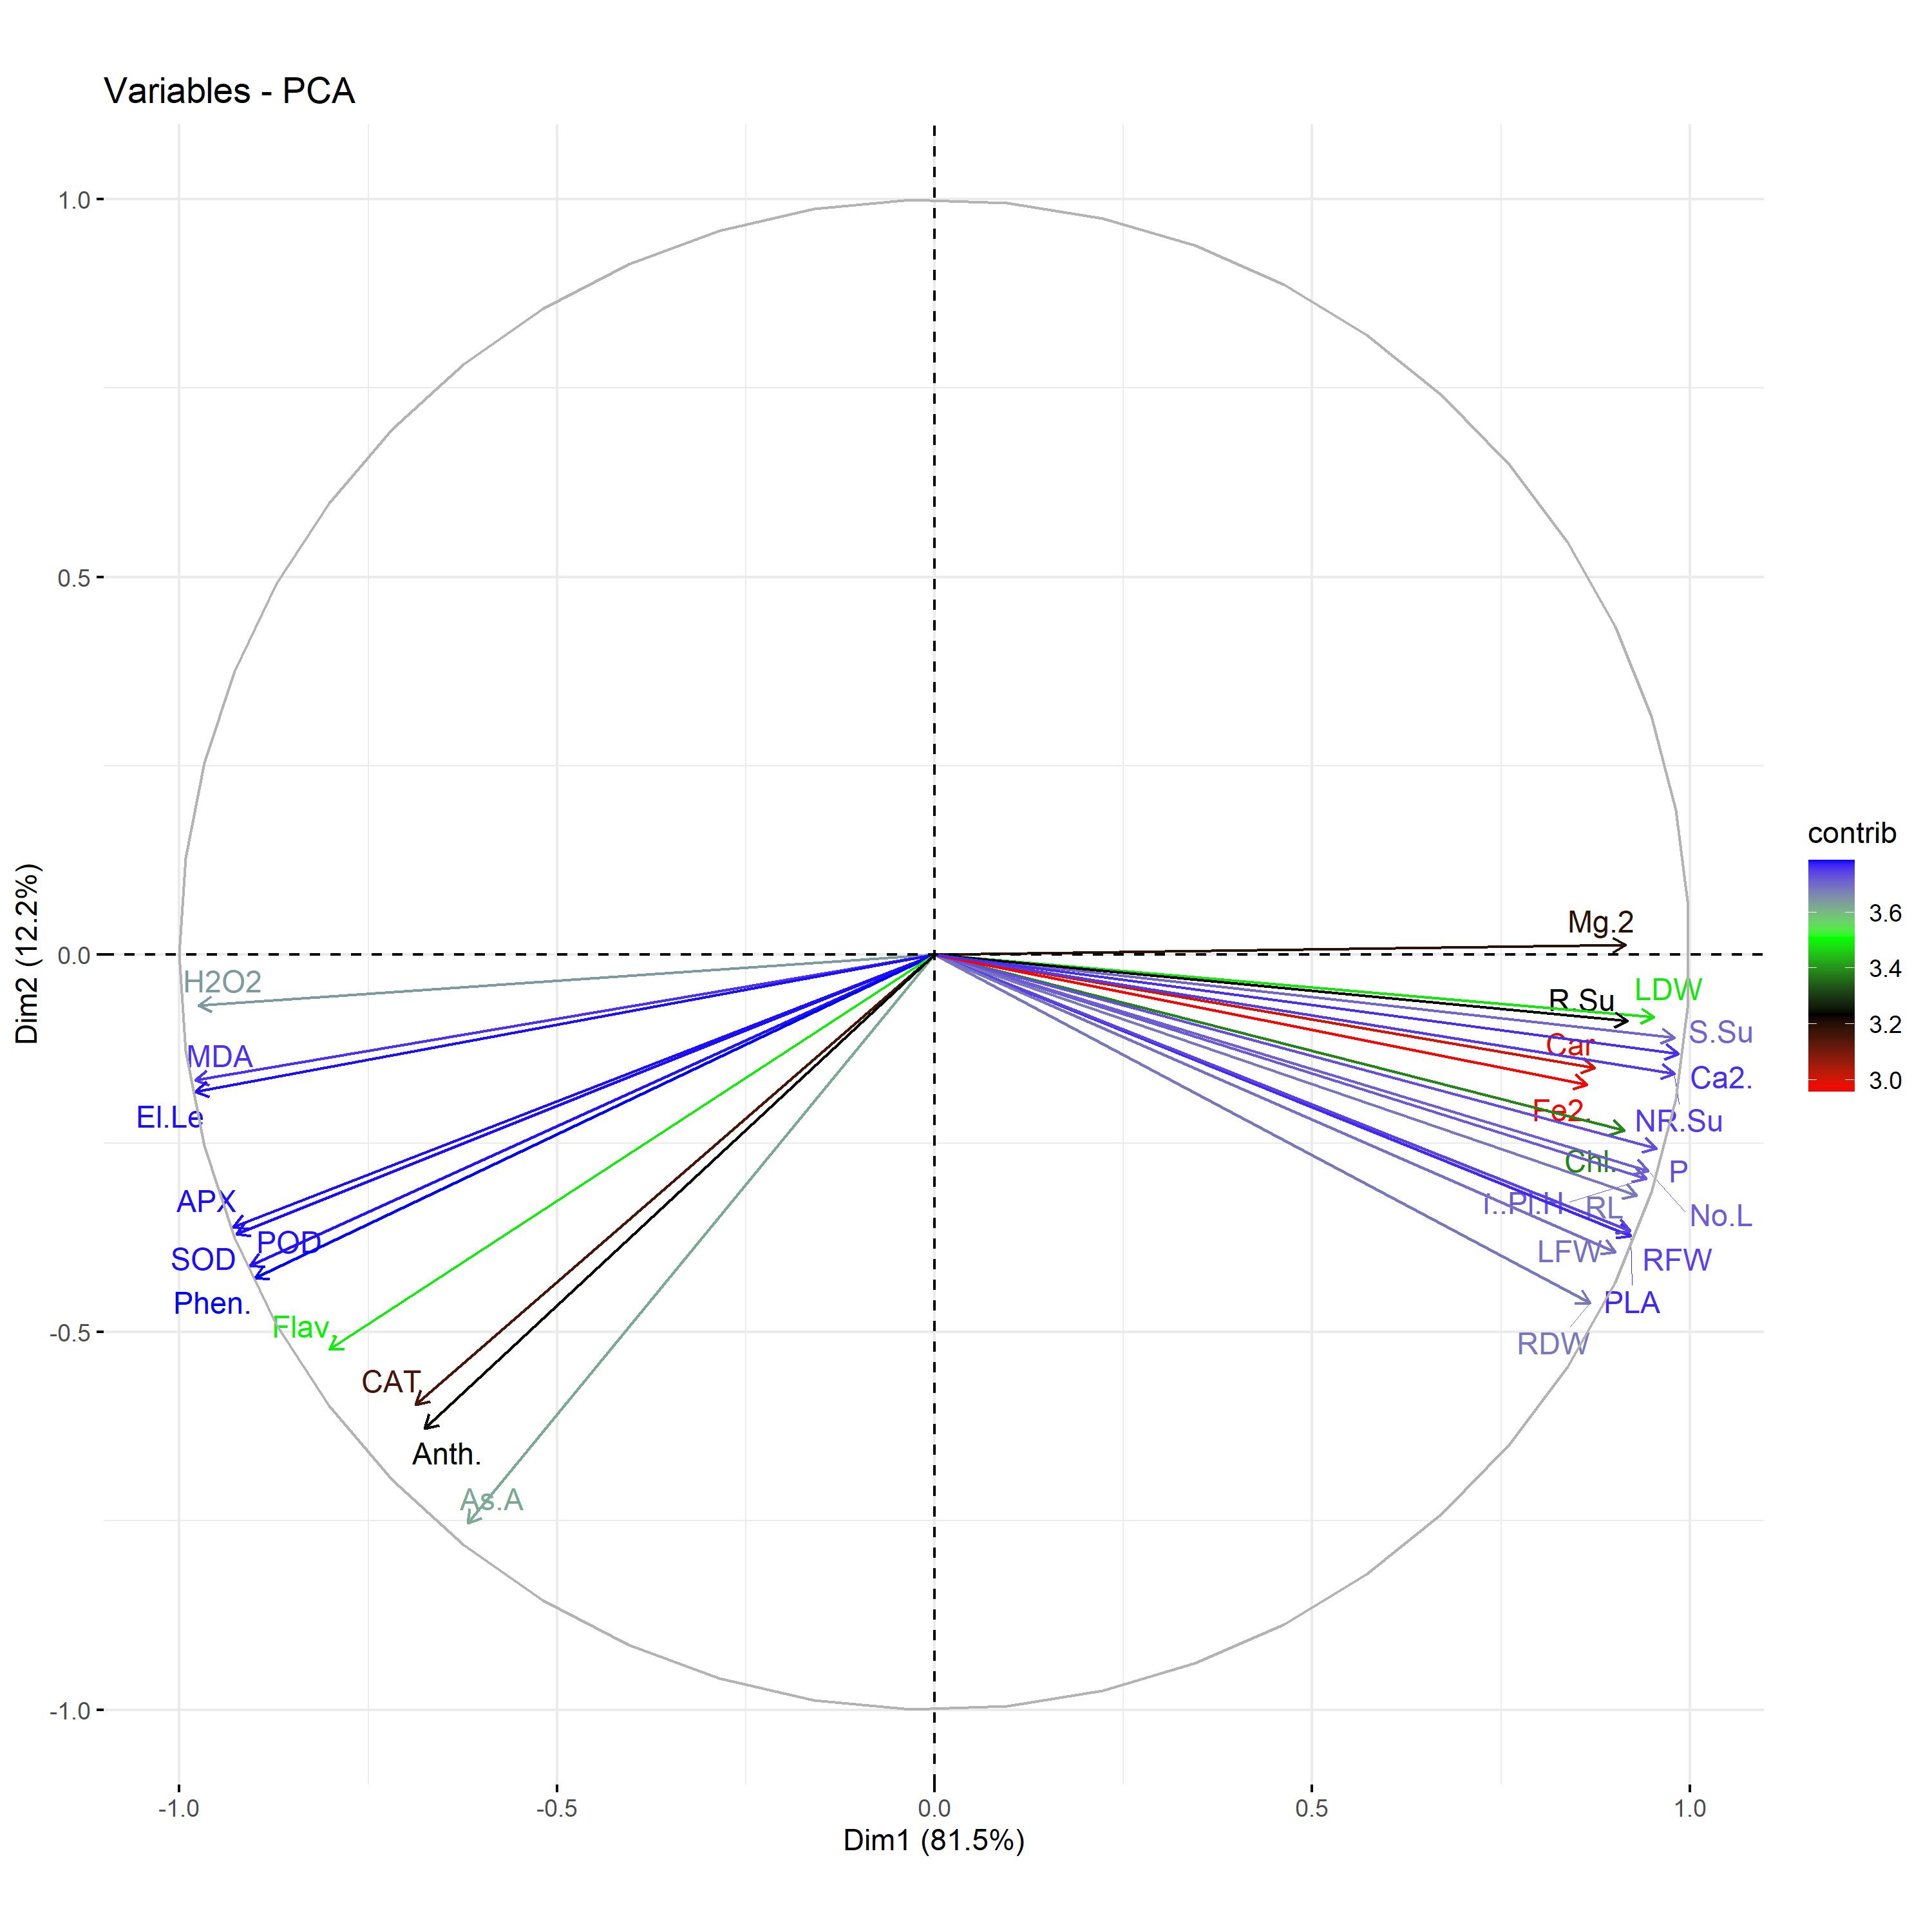 Variables - PCA
1.0
0.5
0.0
-0.5
-1.0
Dim2 (12.2%)
-1.0
-0.5
0.0
0.5
1.0
Dim1 (81.5%)
Mg.2
H2O2
LDW
R.Su
S.Su
Car
MDA
Ca2.
El.Le
Fe2.
NR.Su
Chl.
P
APX
ï..Pl.H
RL
No.L
POD
SOD
LFW
RFW
Phen.
PLA
Flav.
RDW
CAT
Anth.
As.A
contrib
3.6
3.4
3.2
3.0